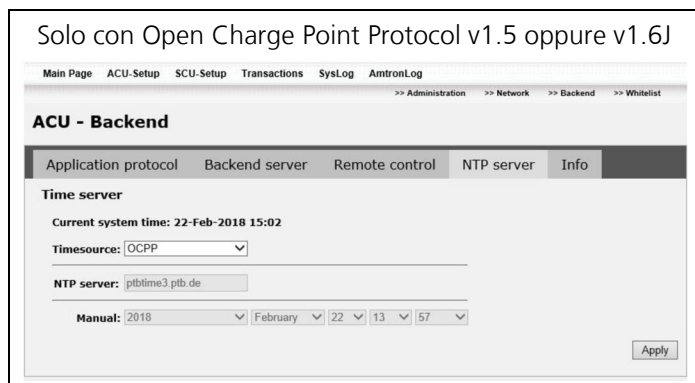 Solo con Open Charge Point Protocol v1.5 oppure v1.6J
Main Page ACU-Setup SCU-Setup Transactions SysLog AmtronLog
>> Administration >> Network >> Backend >> Whitelist
ACU - Backend
Application protocol Backend server Remote control NTP server Info
Time server
Current system time: 22-Feb-2018 15:02
Timesource: OCPP
NTP server: ptbtime3.ptb.de
Manual: 2018 February 22 13 57
Apply